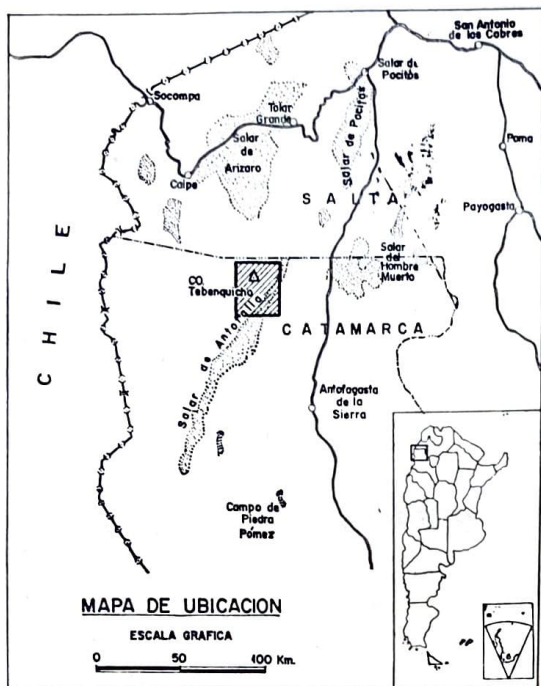 San Antonio
de los Cobres
Salar de
Pocitos
Socompa
Tolar
Grande
Salar
de
Arizaro
Salar de Pocitos
Poma
Caipe
SALTA
Payogasta
CHILE
Salar
del
Hombre
Muerto
CO.
Tebenquicho
Salar de Antofalla
CATAMARCA
Antofagasta
de la
Sierra
Campo de
Piedra
Pómez
MAPA DE UBICACION
ESCALA GRAFICA
0 50 100 Km.